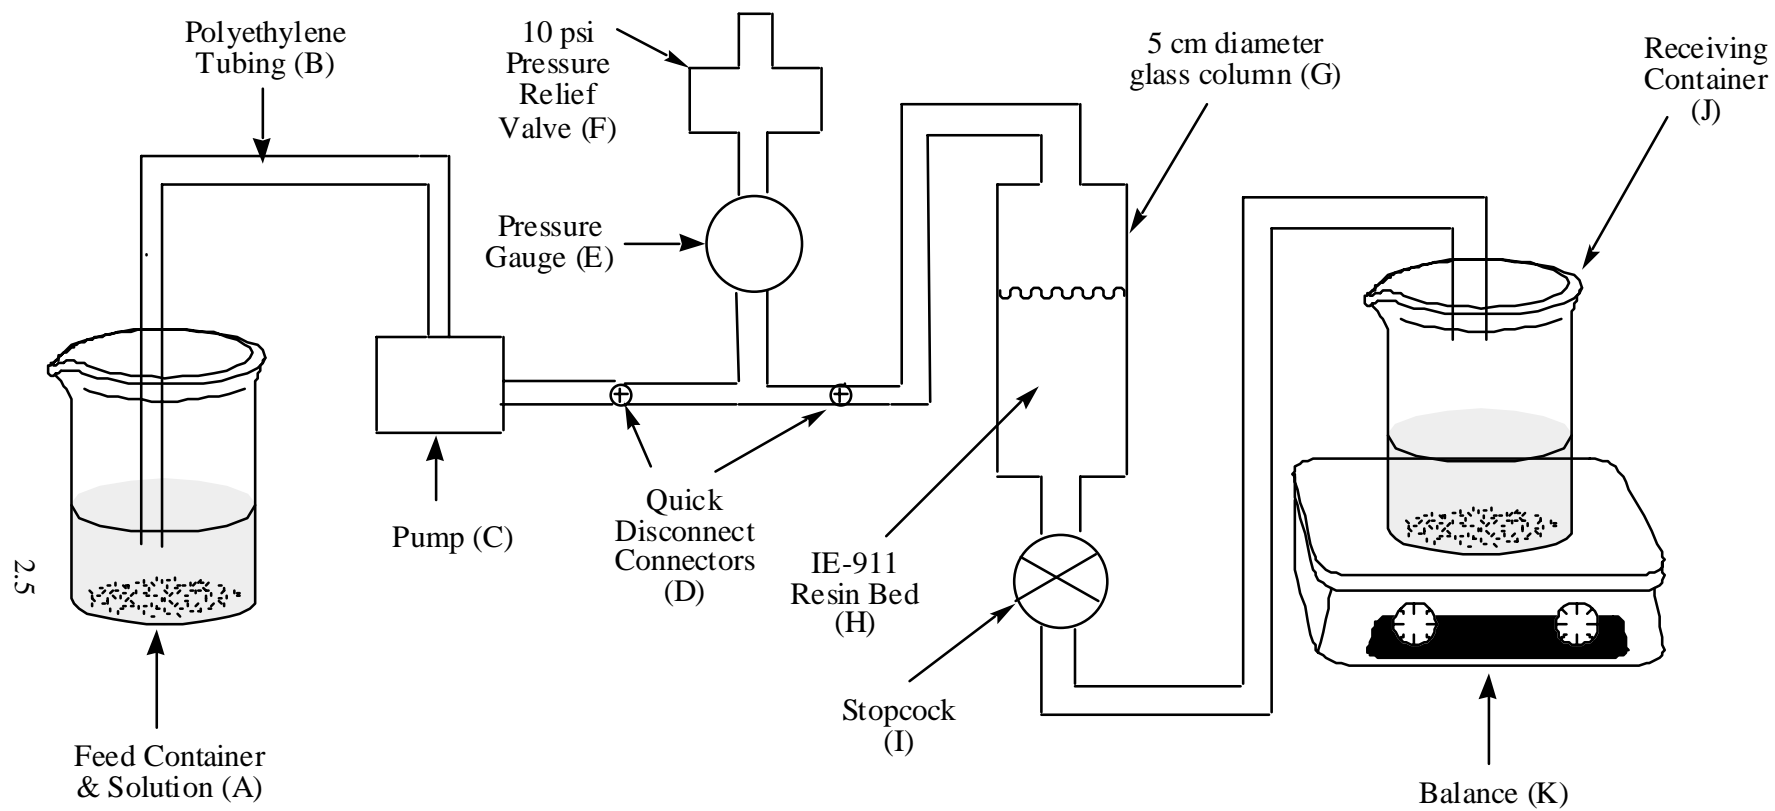 Polyethylene
Tubing (B)
10 psi
Pressure
Relief
Valve (F)
5 cm diameter
glass column (G)
Receiving
Container
(J)
Pressure
Gauge (E)
Pump (C)
Quick
Disconnect
Connectors
(D)
IE-911
Resin Bed
(H)
Stopcock
(I)
2.5
Feed Container
& Solution (A)
Balance (K)